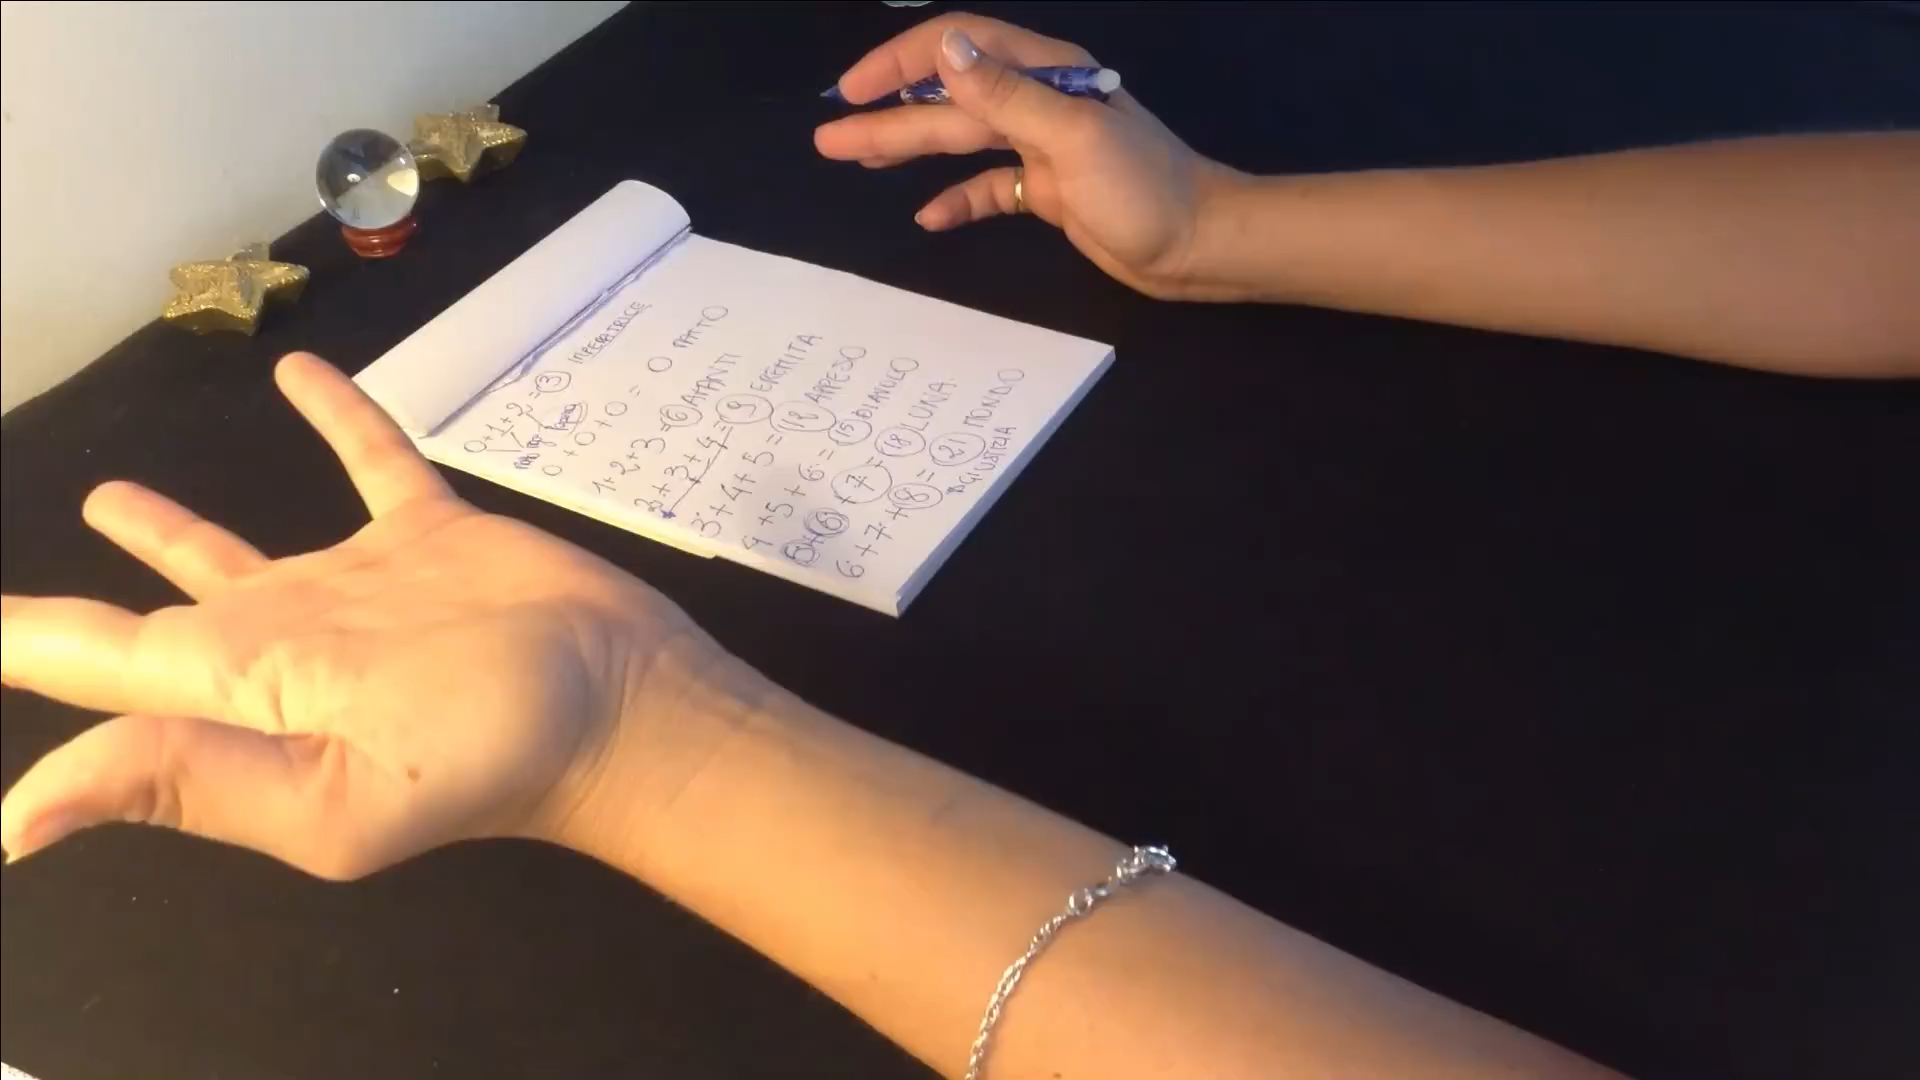 0+1+2=3 IMPERATRICE
0+0+0= 0 MATTO
1+2+3=6 AMANTI
2+3+4=9 EREMITA
3+4+5=12 APPESO
4+5+6=15 DIAVOLO
5+6+7=18 LUNA.
6+7+8=21 MONDO
GIUSTIZIA